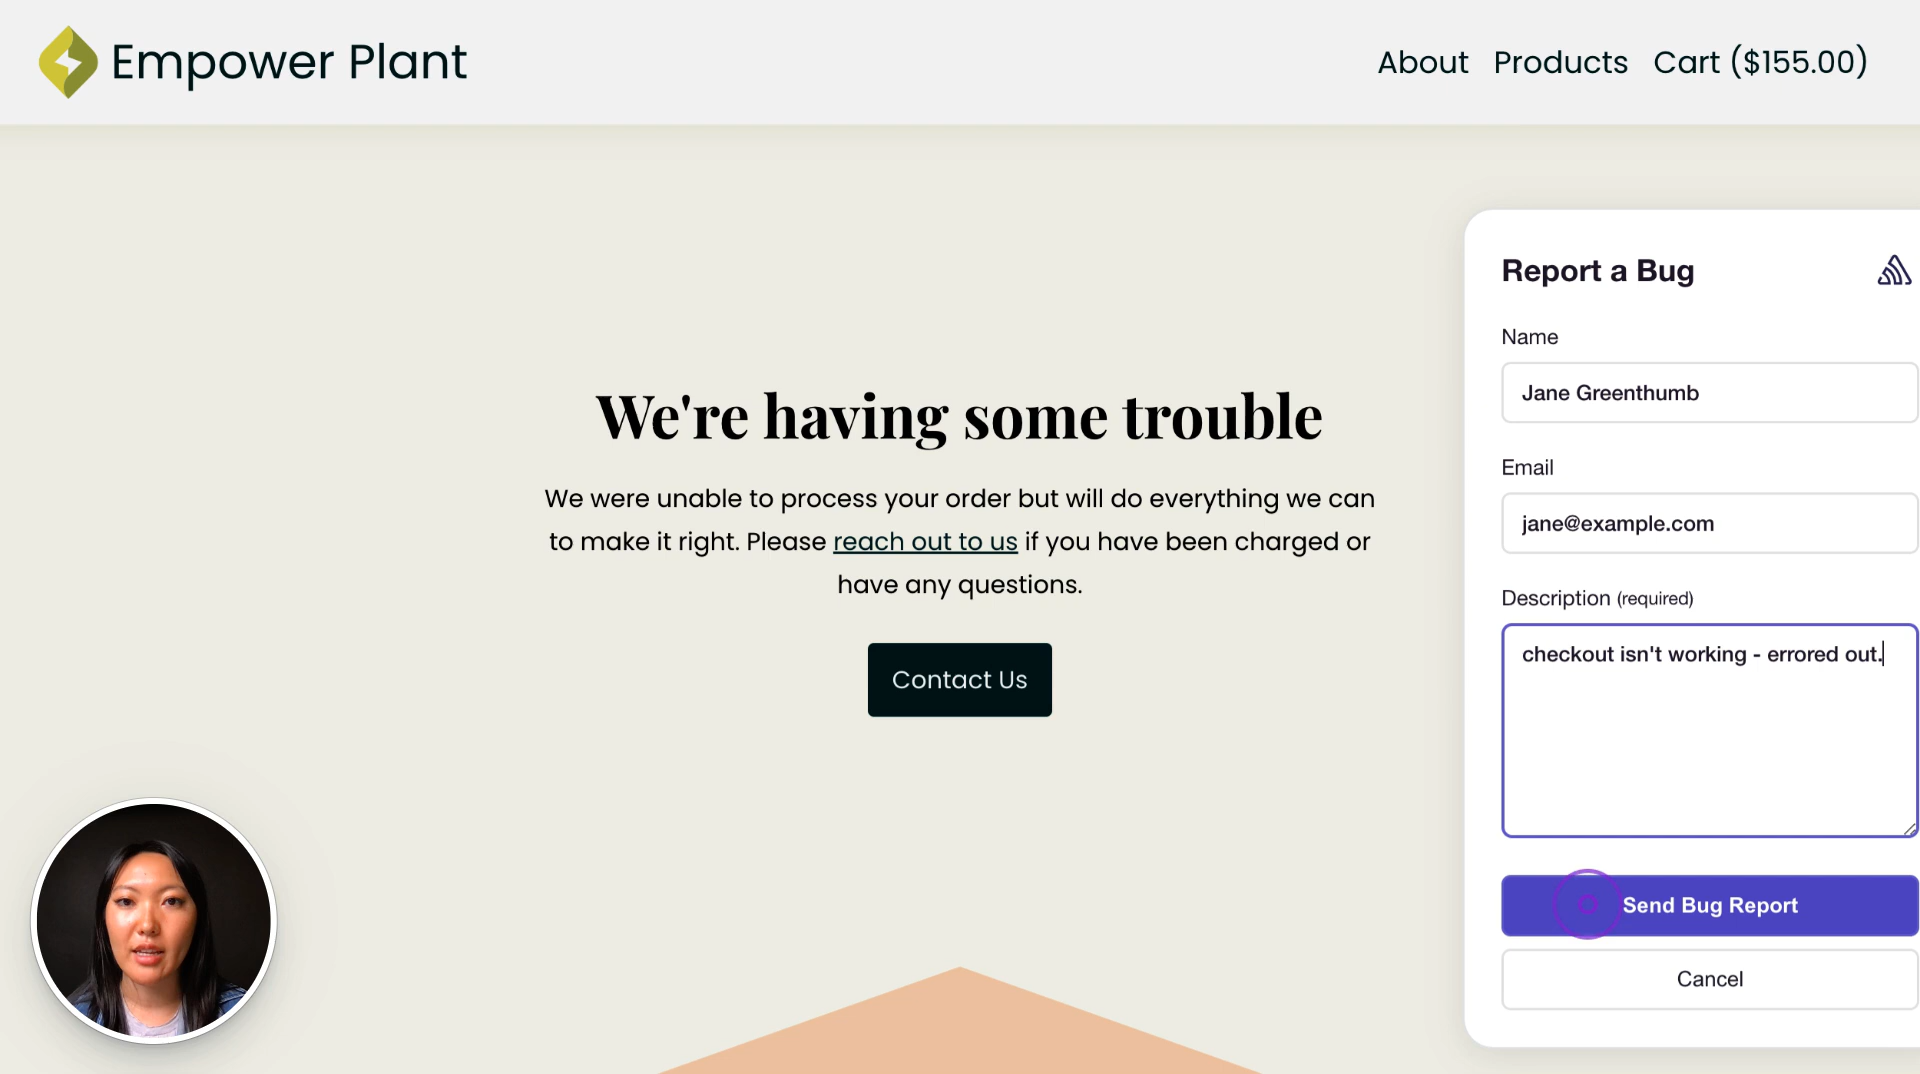 Empower Plant
About Products Cart ($155.00)
We're having some trouble
We were unable to process your order but will do everything we can
to make it right. Please reach out to us if you have been charged or
have any questions.
Contact Us
Report a Bug
Name
Jane Greenthumb
Email
jane@example.com
Description (required)
checkout isn't working - errored out.
Send Bug Report
Cancel